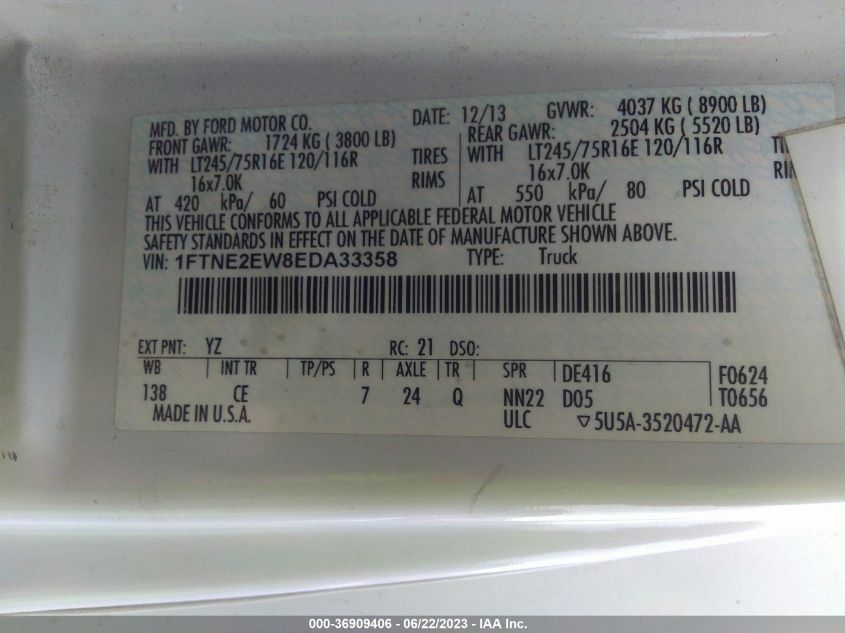 MFD. BY FORD MOTOR CO.
DATE: 12/13 GVWR: 4037 KG ( 8900 LB)
FRONT GAWR: 1724 KG ( 3800 LB)
REAR GAWR: 2504 KG ( 5520 LB)
WITH LT245/75R16E 120/116R TIRES
WITH LT245/75R16E 120/116R
16x7.0K RIMS
16x7.0K
AT 420 kPa/ 60 PSI COLD
AT 550 kPa/ 80 PSI COLD
THIS VEHICLE CONFORMS TO ALL APPLICABLE FEDERAL MOTOR VEHICLE
SAFETY STANDARDS IN EFFECT ON THE DATE OF MANUFACTURE SHOWN ABOVE.
VIN: 1FTNE2EW8EDA33358 TYPE: Truck
EXT PNT: YZ RC: 21 DSO:
WB INT TR TP/PS R AXLE TR SPR DE416 F0624
138 CE 7 24 Q NN22 D05 T0656
MADE IN U.S.A. ULC ▽5U5A-3520472-AA
000-36909406 - 06/22/2023 - IAA Inc.